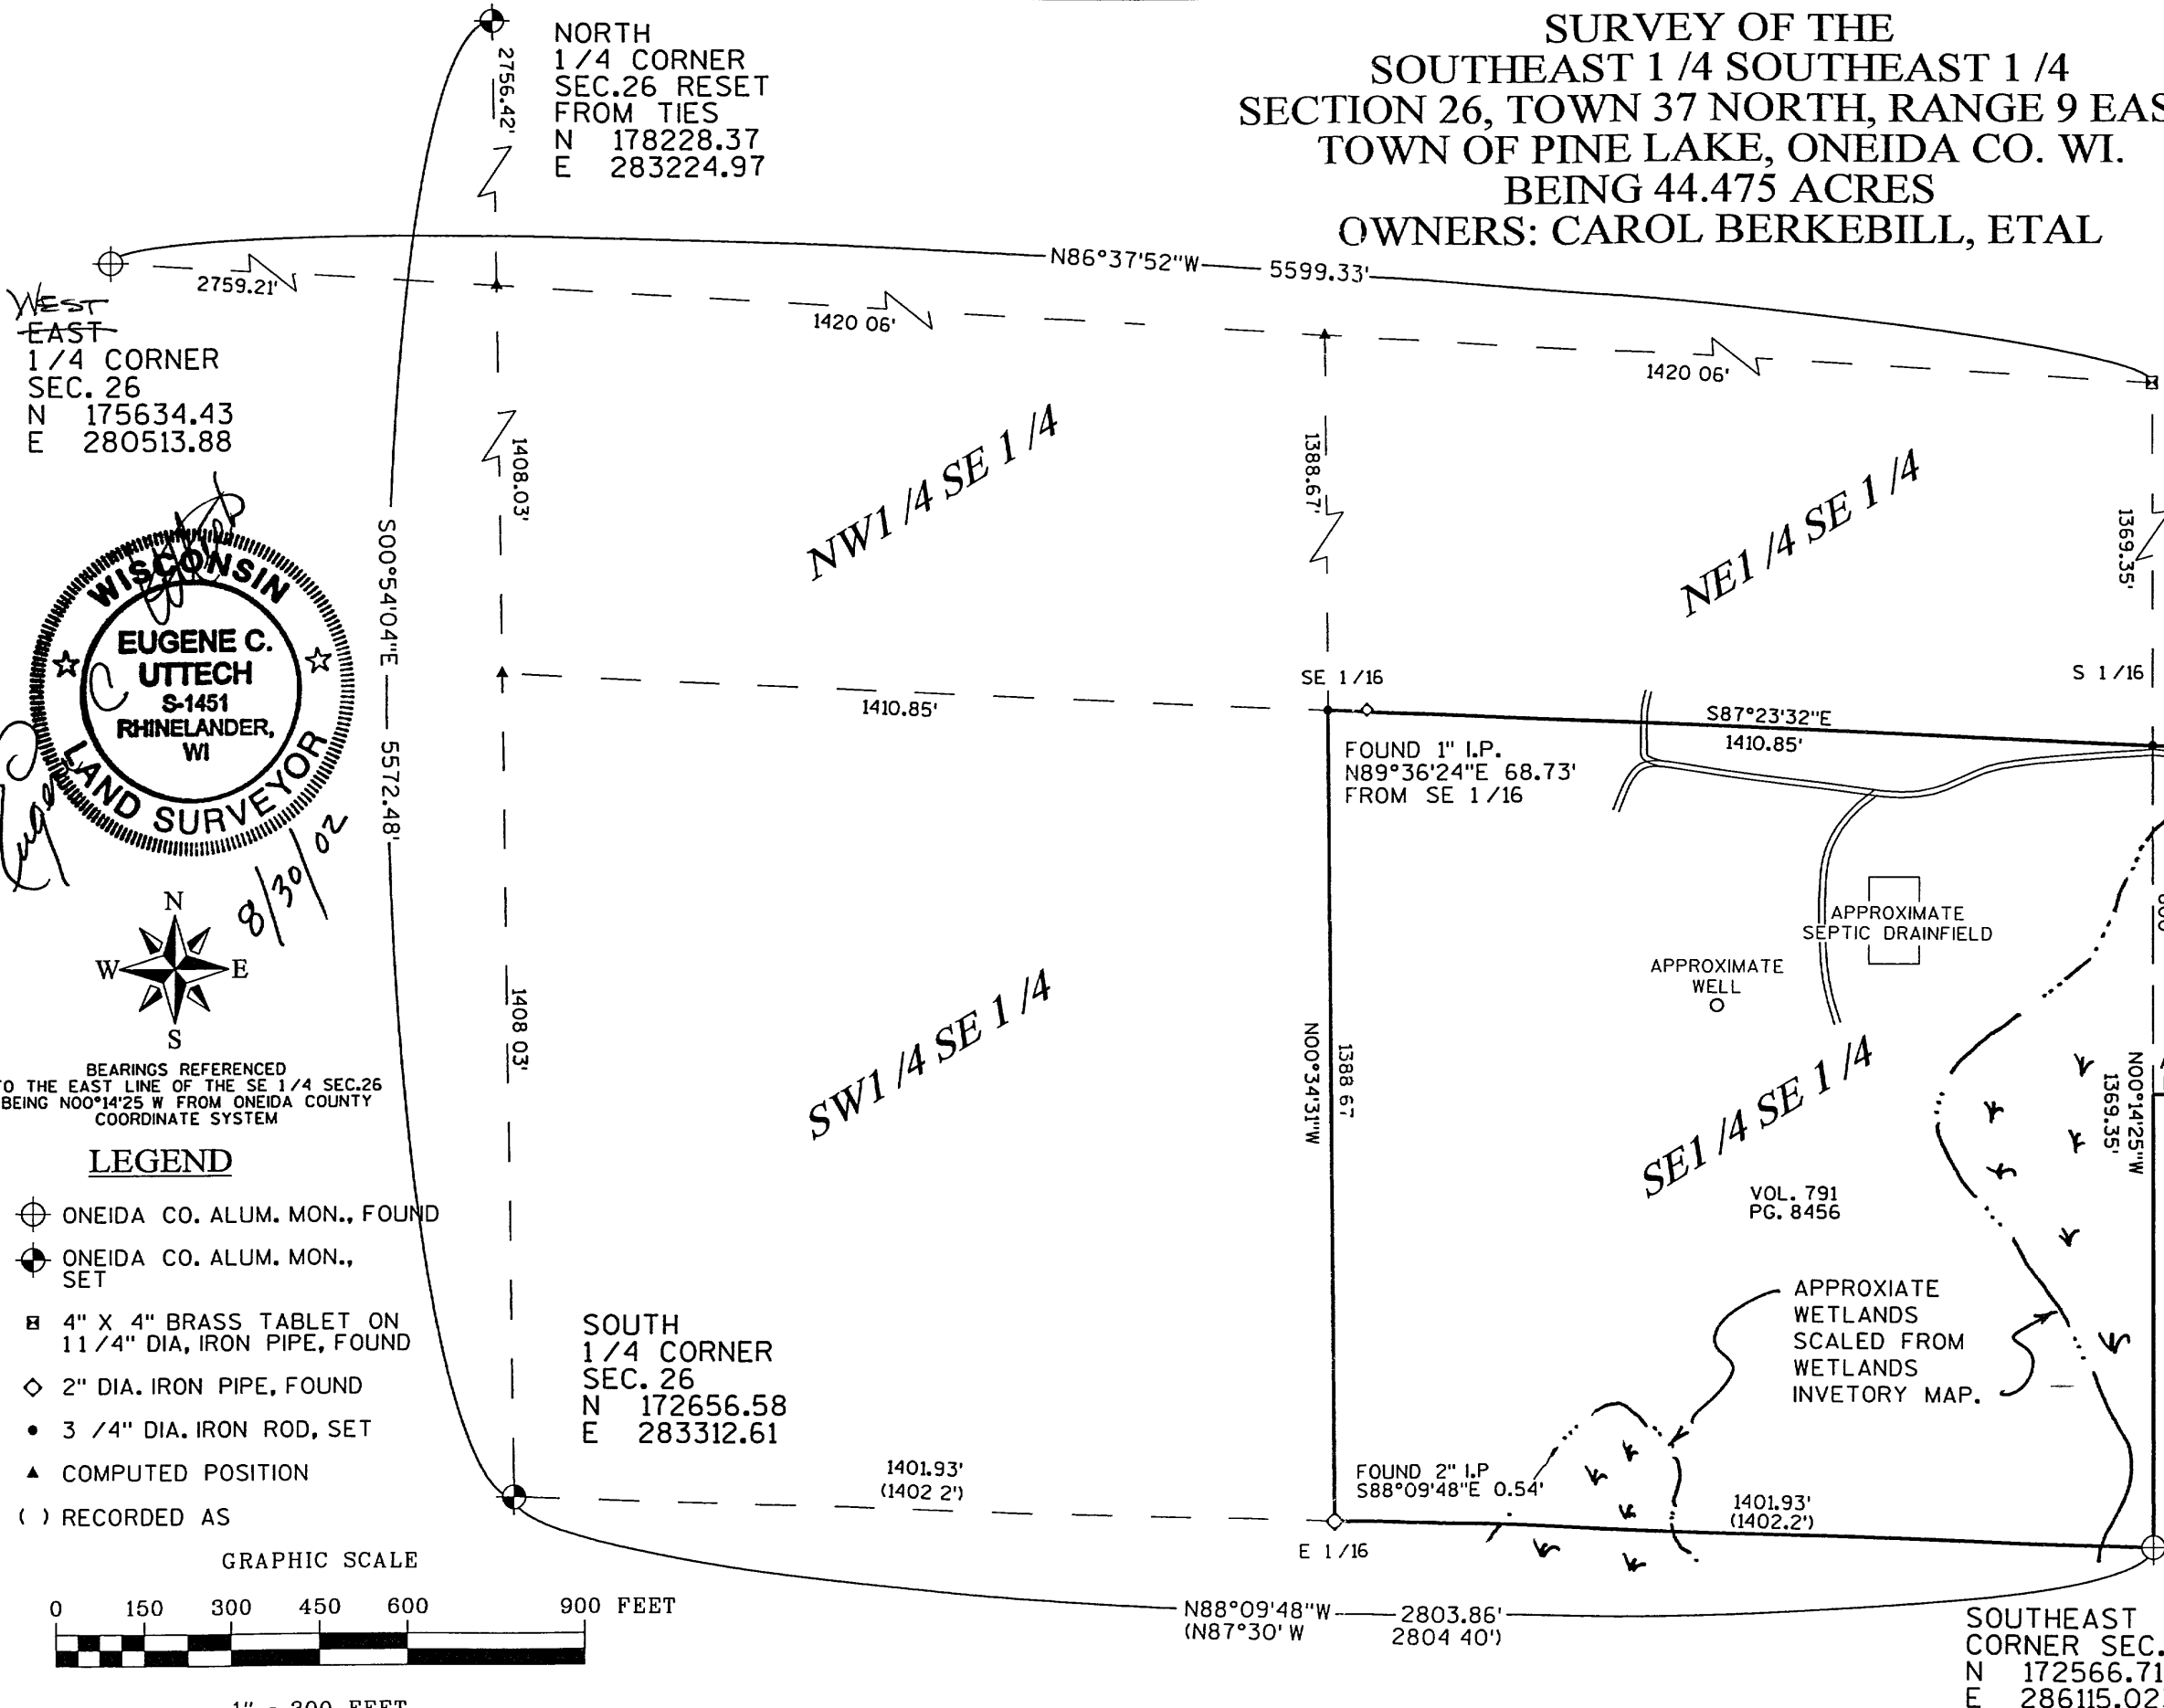 SURVEY OF THE
SOUTHEAST 1/4 SOUTHEAST 1/4
SECTION 26, TOWN 37 NORTH, RANGE 9 EAS
TOWN OF PINE LAKE, ONEIDA CO. WI.
BEING 44.475 ACRES
OWNERS: CAROL BERKEBILL, ETAL
NORTH
1/4 CORNER
SEC.26 RESET
FROM TIES
N 178228.37
E 283224.97
2756.42'
N86°37'52"W 5599.33'
2759.21'
1420 06'
1420 06'
WEST
EAST
1/4 CORNER
SEC. 26
N 175634.43
E 280513.88
1408.03'
1388.67'
1369.35'
NW1/4 SE 1/4
NE1/4 SE 1/4
S00°54'04"E 5572.48'
WISCONSIN
EUGENE C.
UTTECH
S-1451
RHINELANDER,
WI
LAND SURVEYOR
8/30/02
SE 1/16
S 1/16
1410.85'
S87°23'32"E
1410.85'
FOUND 1" I.P.
N89°36'24"E 68.73'
FROM SE 1/16
APPROXIMATE
SEPTIC DRAINFIELD
APPROXIMATE
WELL
N
W E
S
BEARINGS REFERENCED
O THE EAST LINE OF THE SE 1/4 SEC.26
BEING N00°14'25 W FROM ONEIDA COUNTY
COORDINATE SYSTEM
1408 03'
SW1/4 SE 1/4
N00°34'31"W
1388 67
SE1/4 SE 1/4
N00°14'25"W
1369.35'
VOL. 791
PG. 8456
LEGEND
ONEIDA CO. ALUM. MON., FOUND
ONEIDA CO. ALUM. MON.,
SET
4" X 4" BRASS TABLET ON
11/4" DIA, IRON PIPE, FOUND
2" DIA. IRON PIPE, FOUND
3 /4" DIA. IRON ROD, SET
COMPUTED POSITION
( ) RECORDED AS
SOUTH
1/4 CORNER
SEC. 26
N 172656.58
E 283312.61
APPROXIATE
WETLANDS
SCALED FROM
WETLANDS
INVETORY MAP.
1401.93'
(1402 2')
FOUND 2" I.P
S88°09'48"E 0.54'
1401.93'
(1402.2')
E 1/16
N88°09'48"W 2803.86'
(N87°30' W 2804 40')
GRAPHIC SCALE
0 150 300 450 600 900 FEET
SOUTHEAST
CORNER SEC.
N 172566.71
E 286115.02